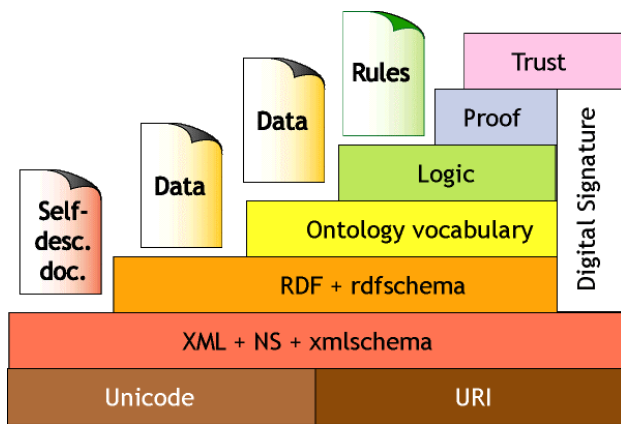 Rules
Trust
Data
Proof
Data
Logic
Self-
desc.
doc.
Ontology vocabulary
Digital Signature
RDF + rdfschema
XML + NS + xmlschema
Unicode
URI